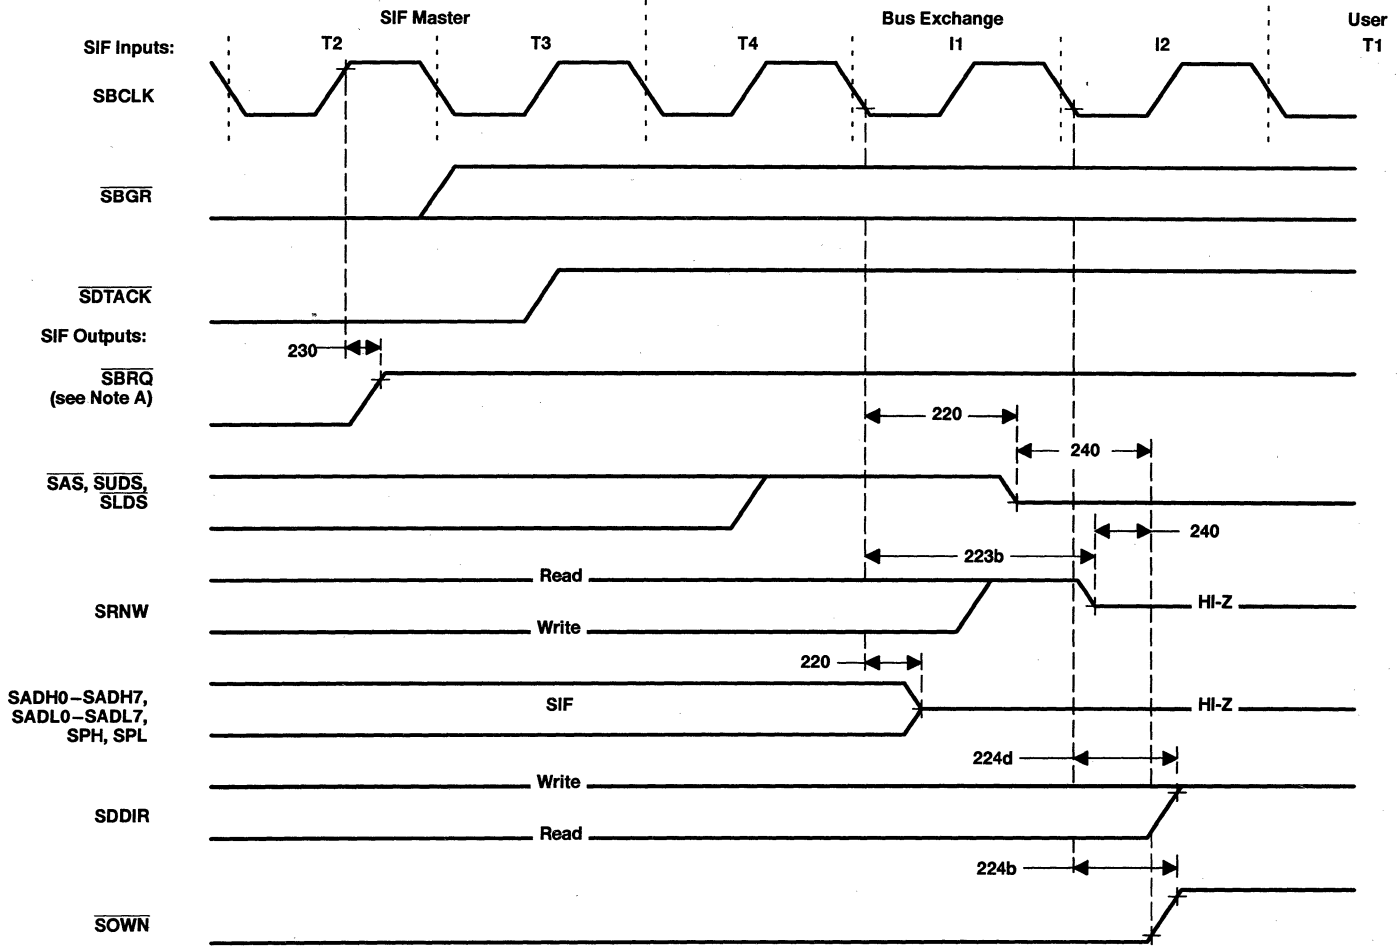 SIF Master
Bus Exchange
User
SIF Inputs:
T2
T3
T4
I1
I2
T1
SBCLK
SBGR
SDTACK
SIF Outputs:
230
SBRQ
(see Note A)
220
240
SAS, SUDS,
SLDS
240
223b
Read
SRNW
HI-Z
Write
220
SADH0–SADH7,
SADL0–SADL7,
SPH, SPL
SIF
HI-Z
224d
Write
SDDIR
Read
224b
SOWN